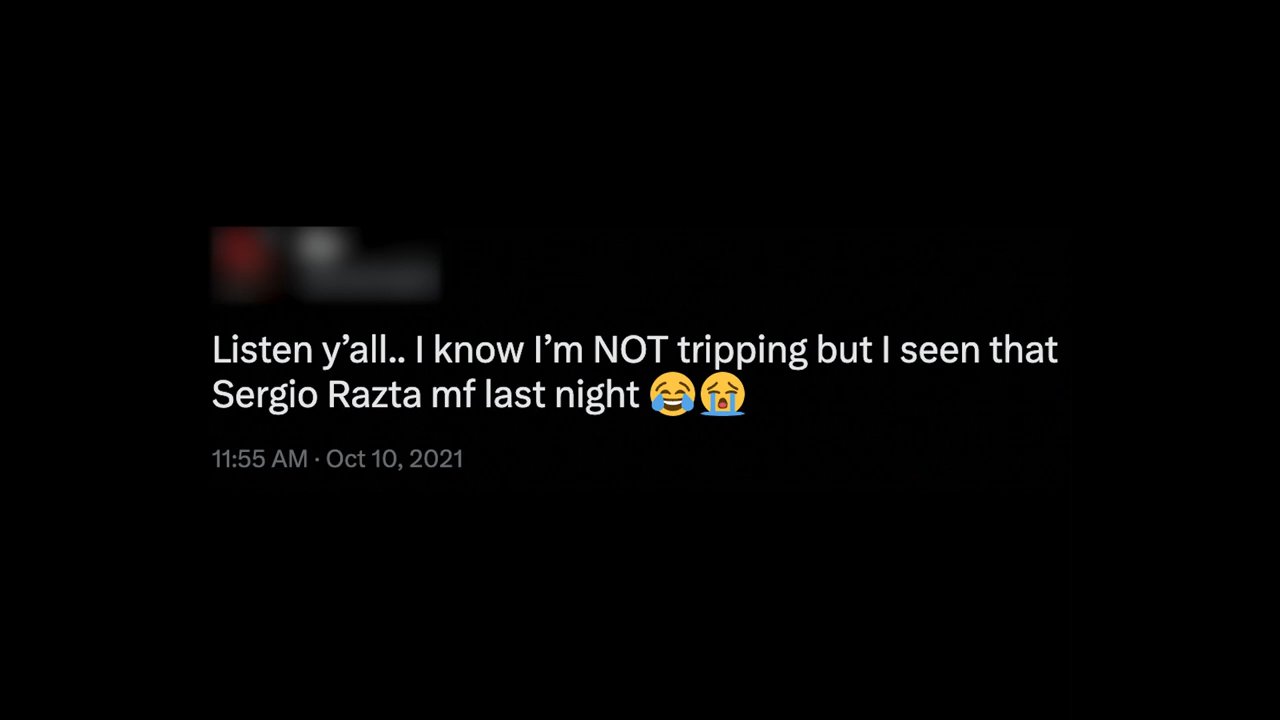 Listen y’all.. I know I’m NOT tripping but I seen that
Sergio Razta mf last night 😂😭
11:55 AM · Oct 10, 2021